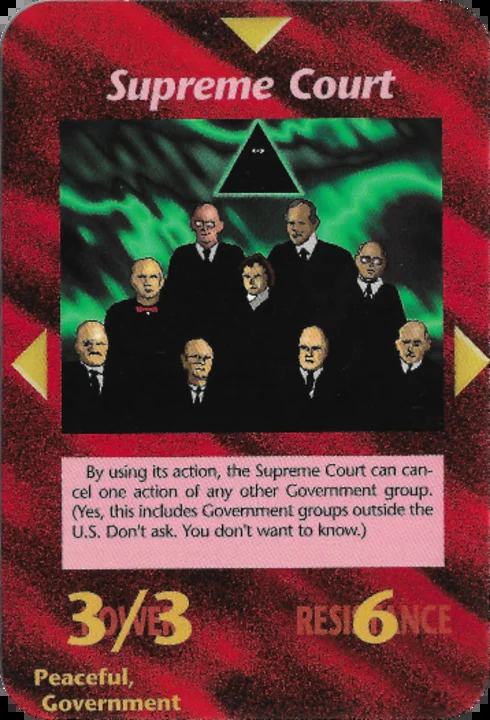 Supreme Court
By using its action, the Supreme Court can can-
cel one action of any other Government group.
(Yes, this includes Government groups outside the
U.S. Don't ask. You don't want to know.)
POWER
3/3
RESISTANCE
6
Peaceful,
Government